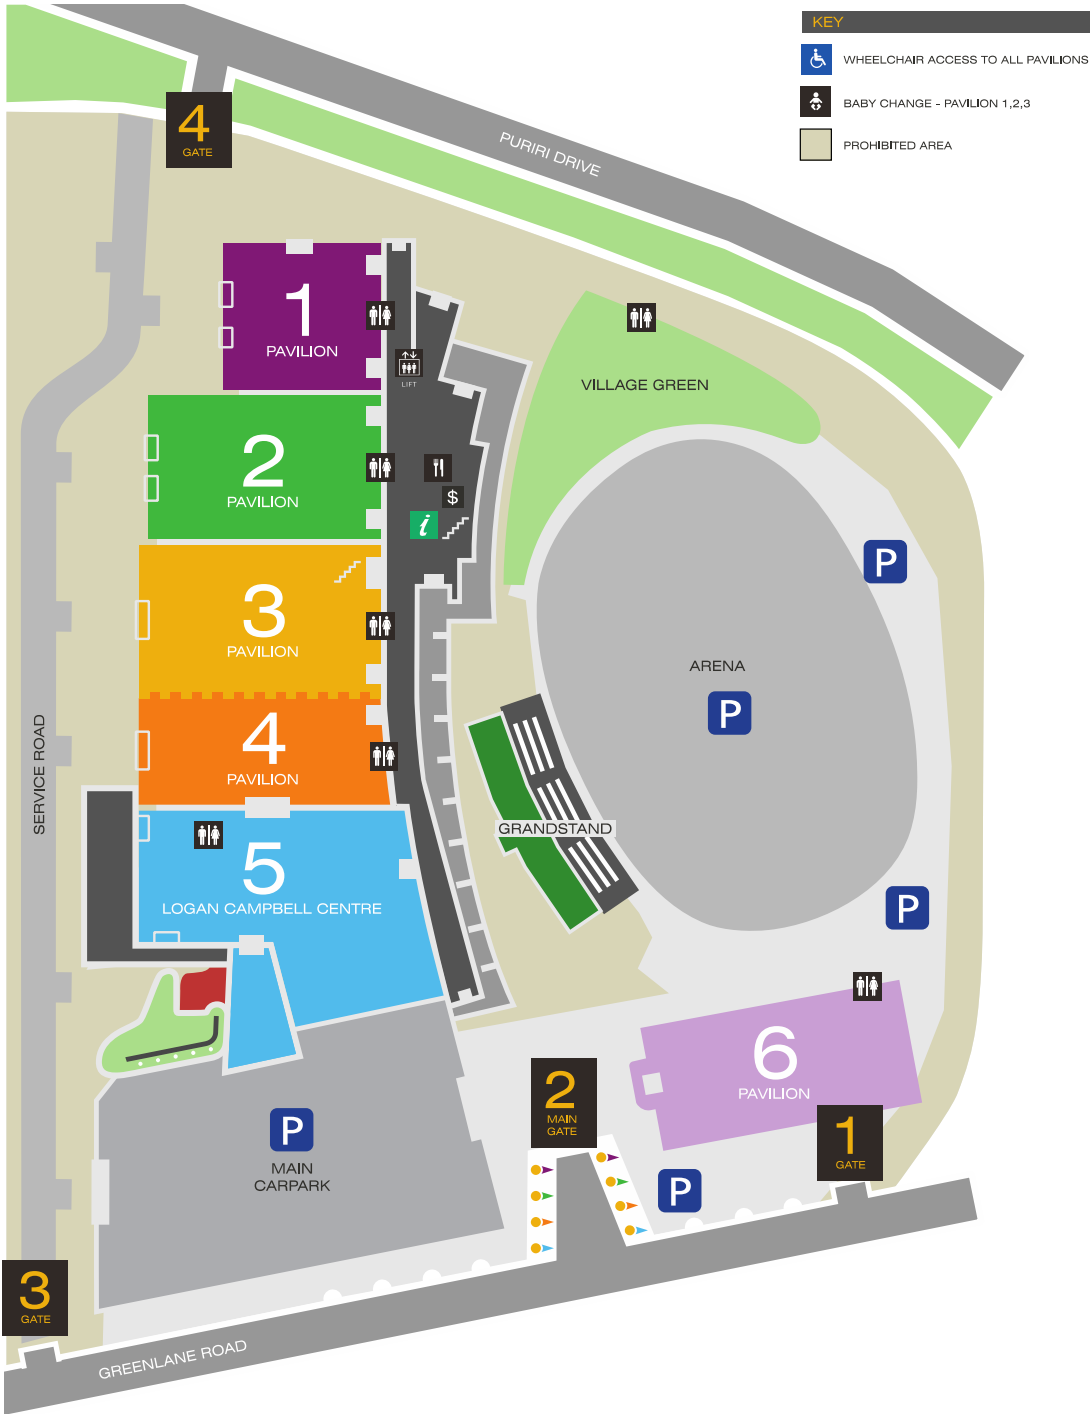 KEY
WHEELCHAIR ACCESS TO ALL PAVILIONS
BABY CHANGE - PAVILION 1,2,3
PROHIBITED AREA
4
GATE
PURIRI DRIVE
1
PAVILION
LIFT
VILLAGE GREEN
2
PAVILION
$
i
P
3
PAVILION
ARENA
P
4
PAVILION
SERVICE ROAD
GRANDSTAND
5
LOGAN CAMPBELL CENTRE
P
6
PAVILION
2
MAIN
GATE
P
MAIN
CARPARK
1
GATE
P
3
GATE
GREENLANE ROAD